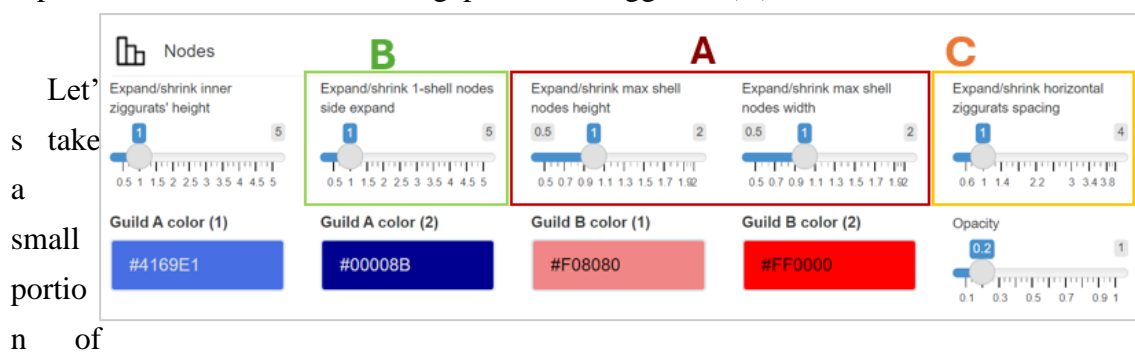 Nodes
B
A
C
Let'
s take
a
small
portio
n of
Expand/shrink inner
ziggurats' height
1
5
0.5 1 1.5 2 2.5 3 3.5 4 4.5 5
Expand/shrink 1-shell nodes
side expand
1
5
0.5 1 1.5 2 2.5 3 3.5 4 4.5 5
Expand/shrink max shell
nodes height
0.5
1
2
0.5 0.7 0.9 1.1 1.3 1.5 1.7 1.92
Expand/shrink max shell
nodes width
0.5
1
2
0.5 0.7 0.9 1.1 1.3 1.5 1.7 1.92
Expand/shrink horizontal
ziggurats spacing
1
4
0.6 1 1.4 2.2 3 3.4 3.8
Guild A color (1)
#4169E1
Guild A color (2)
#00008B
Guild B color (1)
#F08080
Guild B color (2)
#FF0000
Opacity
0.2
1
0.1 0.3 0.5 0.7 0.9 1